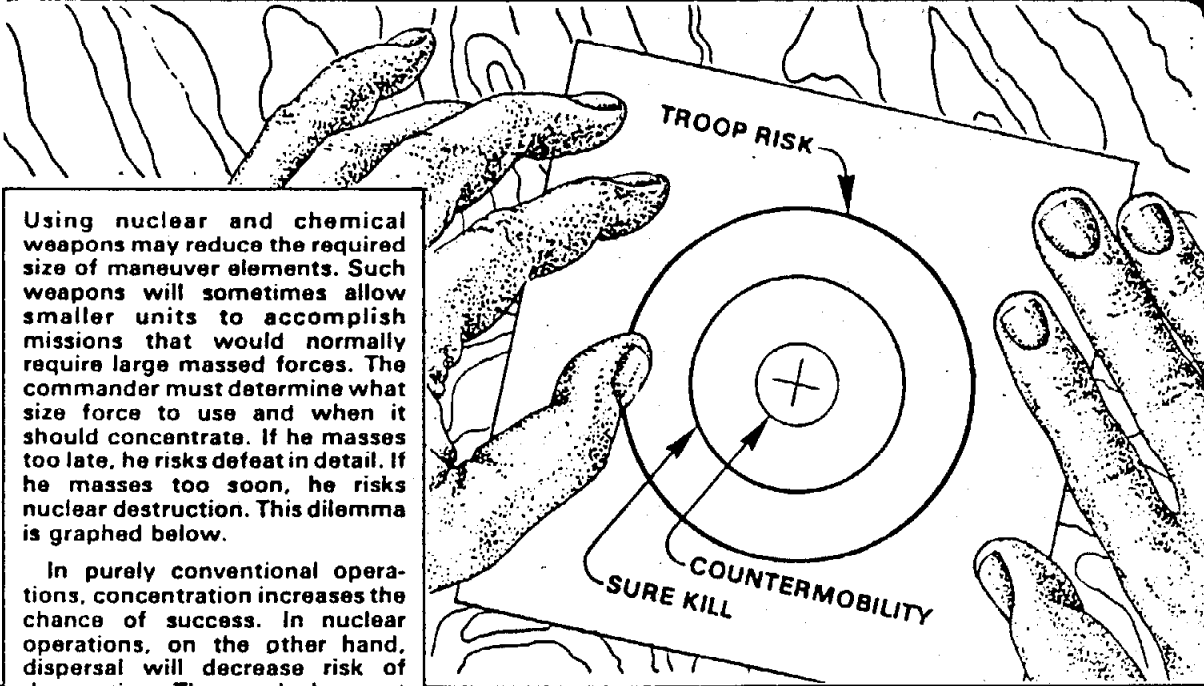 Using nuclear and chemical
weapons may reduce the required
size of maneuver elements. Such
weapons will sometimes allow
smaller units to accomplish
missions that would normally
require large massed forces. The
commander must determine what
size force to use and when it
should concentrate. If he masses
too late, he risks defeat in detail. If
he masses too soon, he risks
nuclear destruction. This dilemma
is graphed below.
In purely conventional opera-
tions, concentration increases the
chance of success. In nuclear
operations, on the other hand,
dispersal will decrease risk of
TROOP RISK
COUNTERMOBILITY
SURE KILL